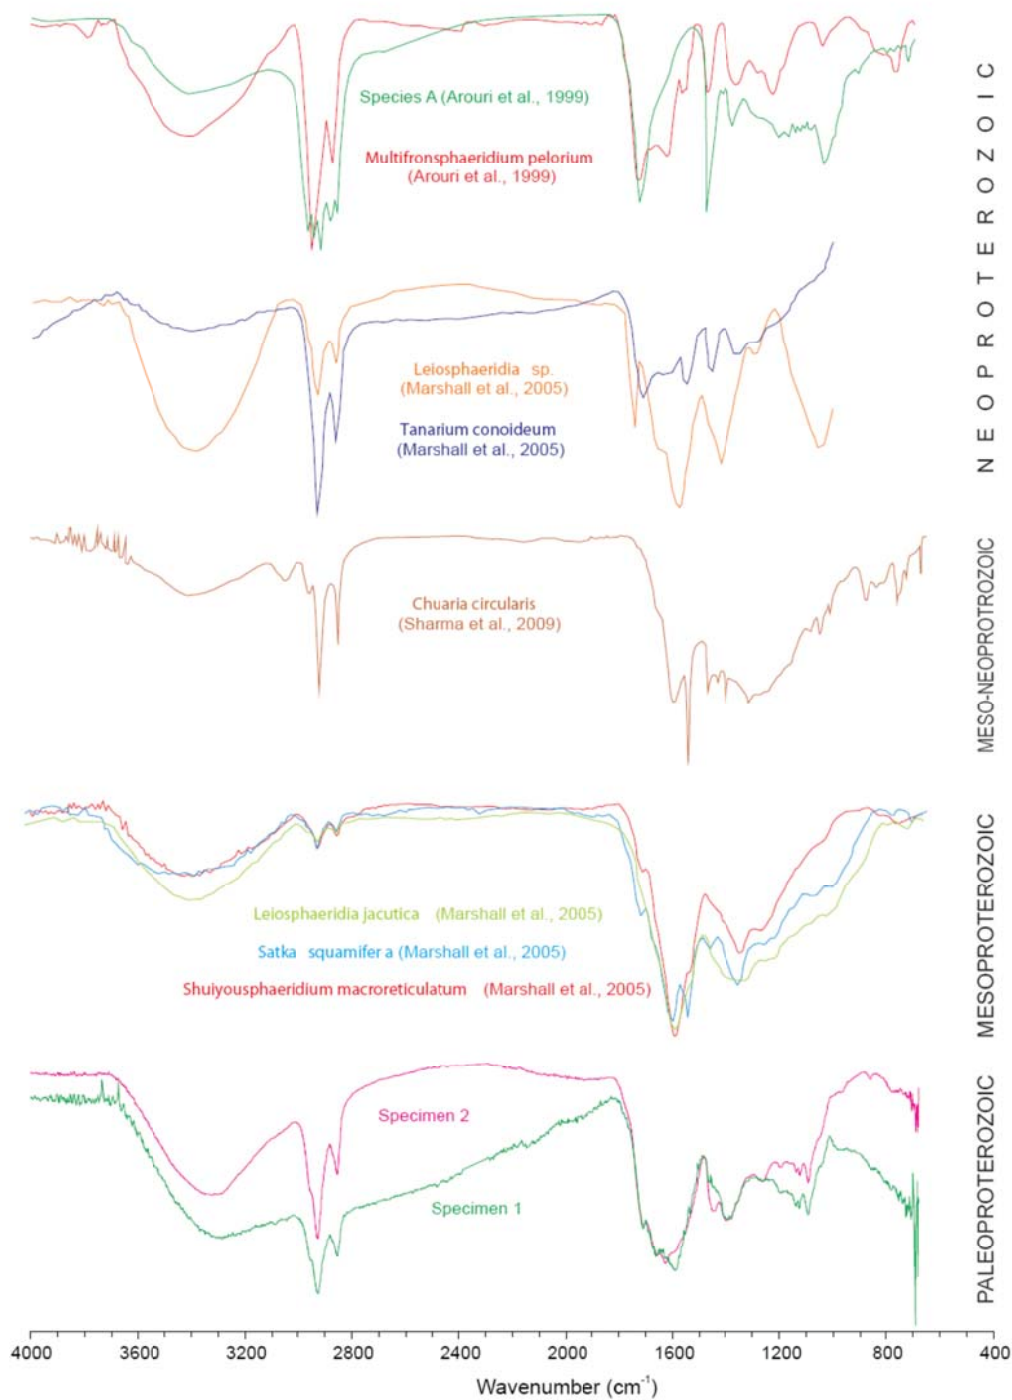 Species A (Arouri et al., 1999)
Multifronsphaeridium pelorium
(Arouri et al., 1999)
NEOPROTEROZOIC
Leiosphaeridia sp.
(Marshall et al., 2005)
Tanarium conoideum
(Marshall et al., 2005)
Chuaria circularis
(Sharma et al., 2009)
MESO-NEOPROTROZOIC
Leiosphaeridia jacutica (Marshall et al., 2005)
Satka squamifer a (Marshall et al., 2005)
Shuiyousphaeridium macroreticulatum (Marshall et al., 2005)
MESOPROTEROZOIC
Specimen 2
Specimen 1
PALEOPROTEROZOIC
4000 3600 3200 2800 2400 2000 1600 1200 800 400
Wavenumber (cm⁻¹)